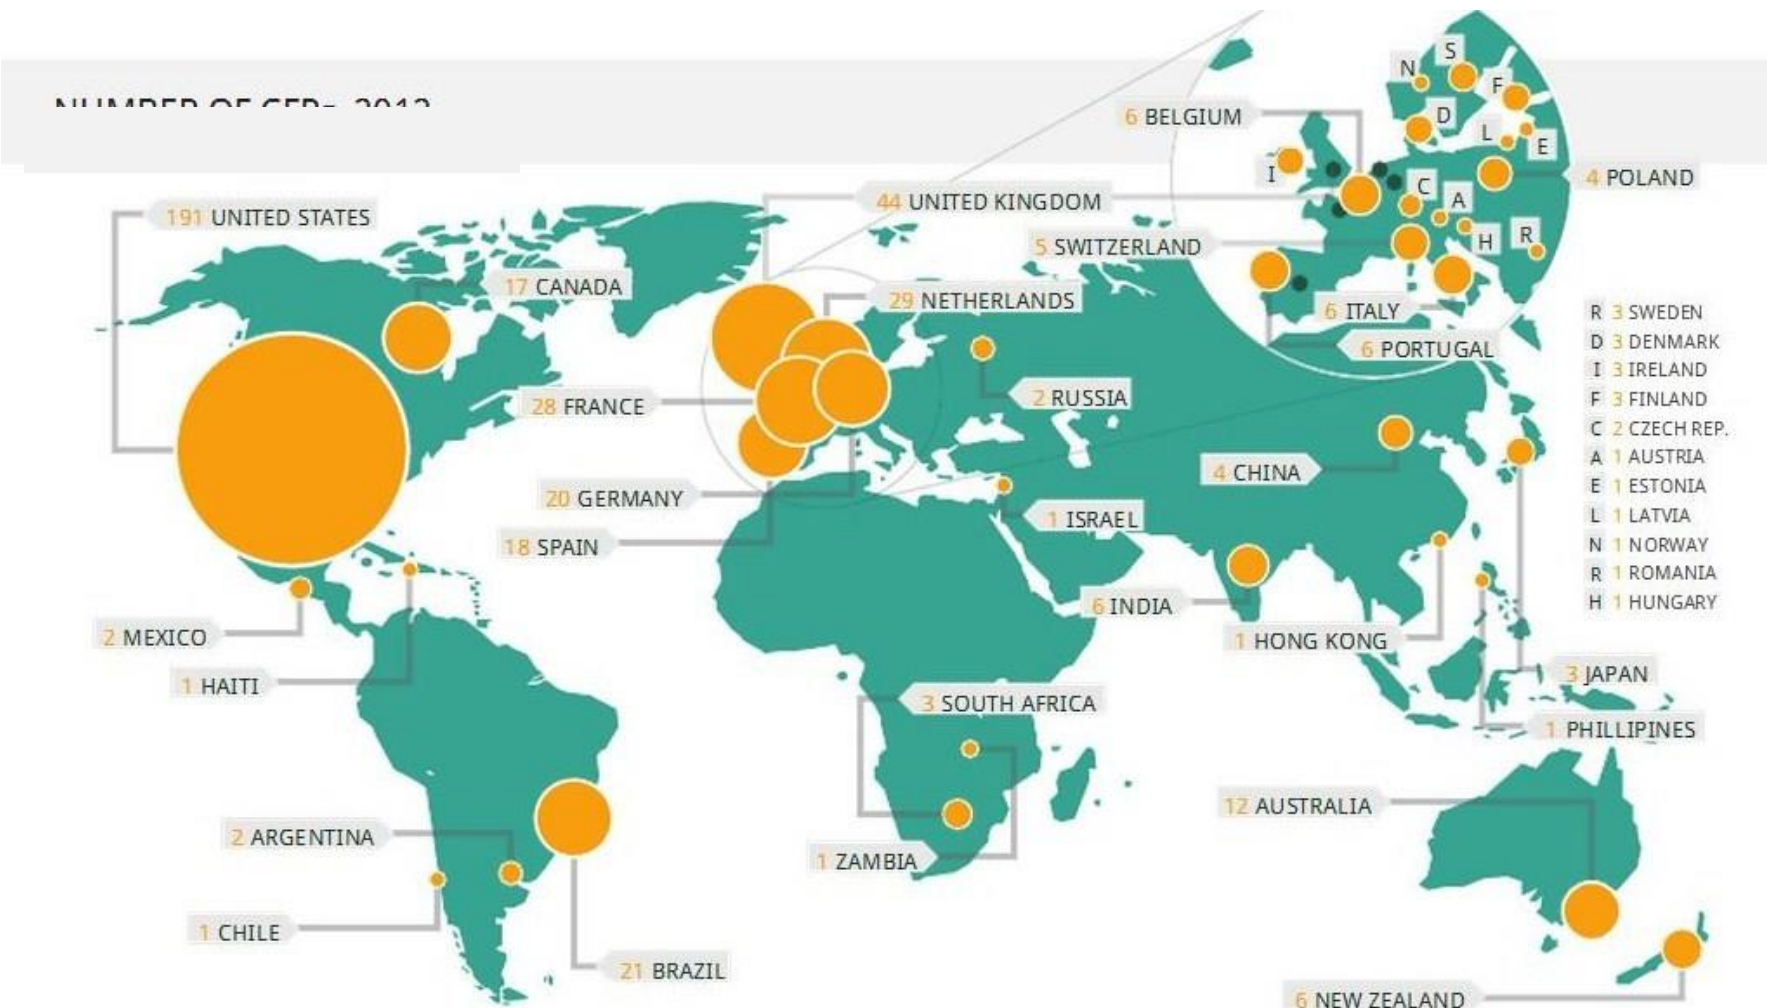 NUMBER OF CFPs, 2012
191 UNITED STATES
17 CANADA
44 UNITED KINGDOM
6 BELGIUM
5 SWITZERLAND
29 NETHERLANDS
28 FRANCE
20 GERMANY
18 SPAIN
2 RUSSIA
6 ITALY
6 PORTUGAL
4 POLAND
N
S
F
D
L
E
I
C
A
H
R
R 3 SWEDEN
D 3 DENMARK
I 3 IRELAND
F 3 FINLAND
C 2 CZECH REP.
A 1 AUSTRIA
E 1 ESTONIA
L 1 LATVIA
N 1 NORWAY
R 1 ROMANIA
H 1 HUNGARY
4 CHINA
1 ISRAEL
6 INDIA
1 HONG KONG
3 JAPAN
1 PHILLIPINES
2 MEXICO
1 HAITI
3 SOUTH AFRICA
1 ZAMBIA
2 ARGENTINA
1 CHILE
21 BRAZIL
12 AUSTRALIA
6 NEW ZEALAND